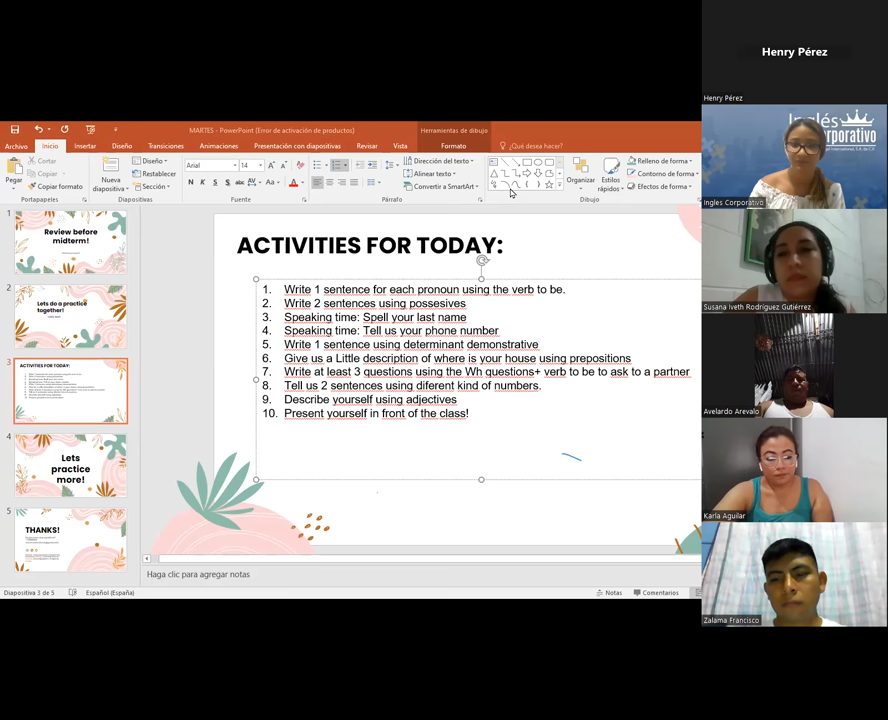 Henry Pérez
Henry Pérez
MARTES - PowerPoint (Error de activación de productos)
Herramientas de dibujo
Archivo
Inicio
Insertar
Diseño
Transiciones
Animaciones
Presentación con diapositivas
Revisar
Vista
Formato
¿Qué desea hacer?
Pegar
Cortar
Copiar
Copiar formato
Portapapeles
Nueva diapositiva
Diseño
Restablecer
Sección
Diapositivas
Arial
14
N K S
Fuente
Dirección del texto
Alinear texto
Convertir a SmartArt
Párrafo
Organizar
Estilos rápidos
Relleno de forma
Contorno de forma
Efectos de forma
Dibujo
1
Review before
midterm!
2
Lets do a practice
together!
3
ACTIVITIES FOR TODAY:
4
Lets
practice
more!
5
THANKS!
ACTIVITIES FOR TODAY:
1. Write 1 sentence for each pronoun using the verb to be.
2. Write 2 sentences using possesives
3. Speaking time: Spell your last name
4. Speaking time: Tell us your phone number
5. Write 1 sentence using determinant demonstrative
6. Give us a Little description of where is your house using prepositions
7. Write at least 3 questions using the Wh questions+ verb to be to ask to a partner
8. Tell us 2 sentences using diferent kind of numbers.
9. Describe yourself using adjectives
10. Present yourself in front of the class!
Haga clic para agregar notas
Diapositiva 3 de 5
Español (España)
Notas
Comentarios
Inglés
Ingles Corporativo
Susana Iveth Rodríguez Gutiérrez
Avelardo Arevalo
Karla Aguilar
Zalama Francisco